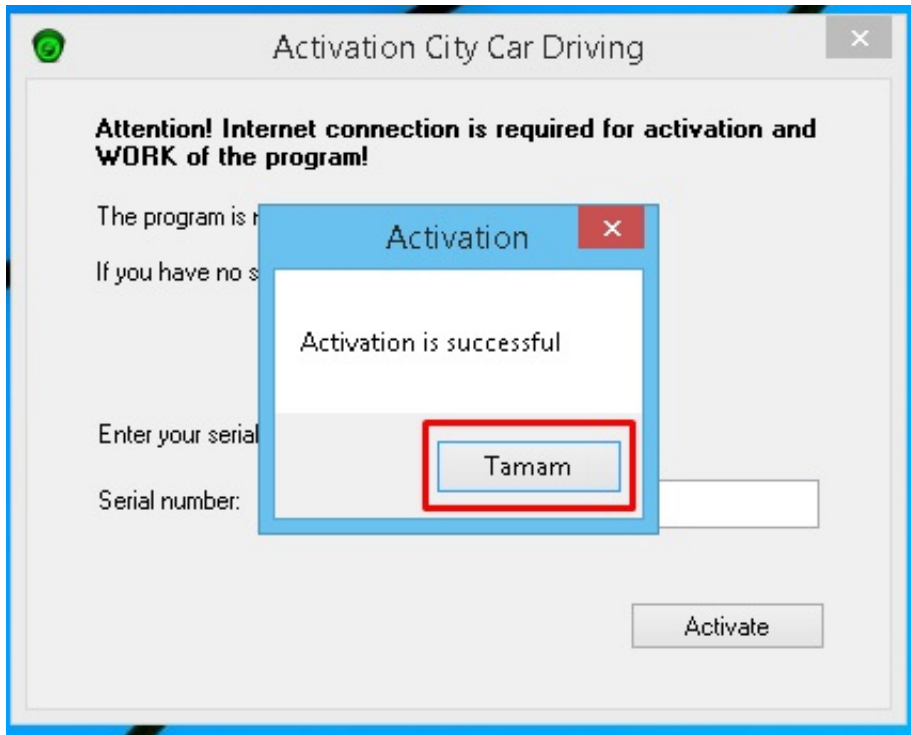 Activation City Car Driving
Attention! Internet connection is required for activation and
WORK of the program!
The program is
If you have no
Activation
Activation is successful
Enter your serial
Tamam
Serial number:
Activate